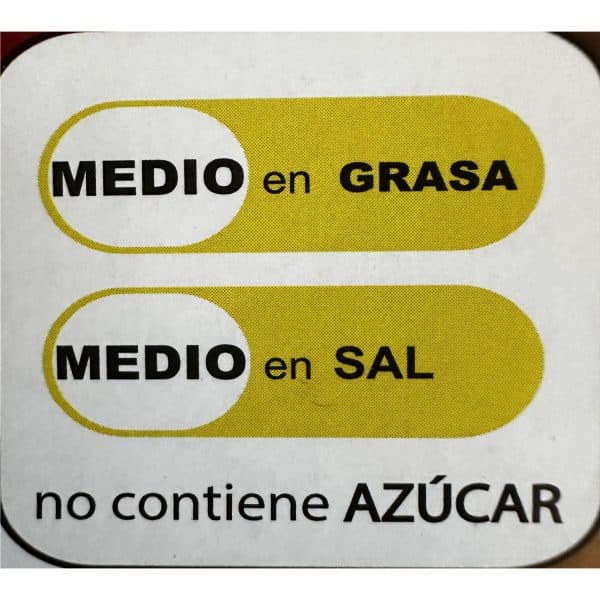 MEDIO en GRASA
MEDIO en SAL
no contiene AZÚCAR